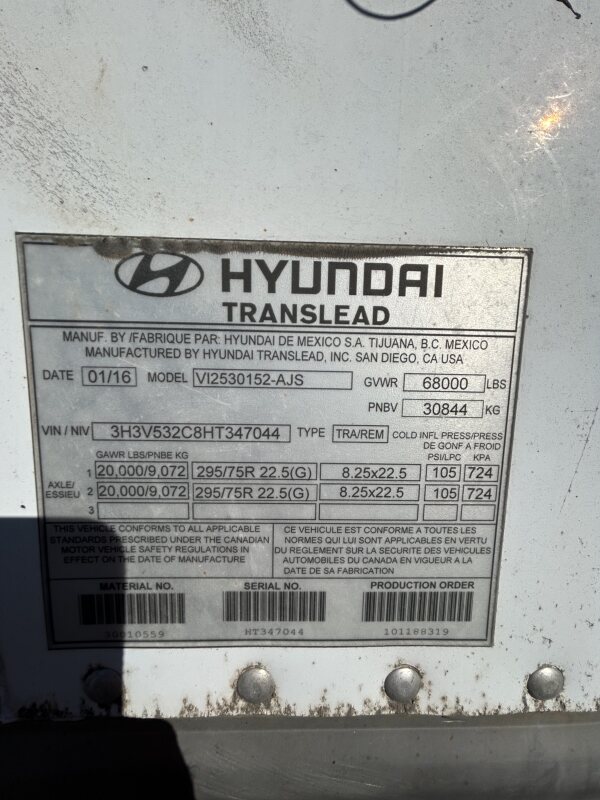 HYUNDAI
TRANSLEAD
MANUF. BY /FABRIQUE PAR: HYUNDAI DE MEXICO S.A. TIJUANA, B.C. MEXICO
MANUFACTURED BY HYUNDAI TRANSLEAD, INC. SAN DIEGO, CA USA
DATE 01/16 MODEL VI2530152-AJS GVWR 68000 LBS
PNBV 30844 KG
VIN / NIV 3H3V532C8HT347044 TYPE TRA/REM COLD INFL PRESS/PRESS
DE GONF A FROID
GAWR LBS/PNBE KG PSI/LPC KPA
AXLE/
ESSIEU
1 20,000/9,072 295/75R 22.5(G) 8.25x22.5 105 724
2 20,000/9,072 295/75R 22.5(G) 8.25x22.5 105 724
3
THIS VEHICLE CONFORMS TO ALL APPLICABLE
STANDARDS PRESCRIBED UNDER THE CANADIAN
MOTOR VEHICLE SAFETY REGULATIONS IN
EFFECT ON THE DATE OF MANUFACTURE
CE VEHICULE EST CONFORME A TOUTES LES
NORMES QUI LUI SONT APPLICABLES EN VERTU
DU REGLEMENT SUR LA SECURITE DES VEHICULES
AUTOMOBILES DU CANADA EN VIGUEUR A LA
DATE DE SA FABRICATION
MATERIAL NO. SERIAL NO. PRODUCTION ORDER
30010559 HT347044 101188319